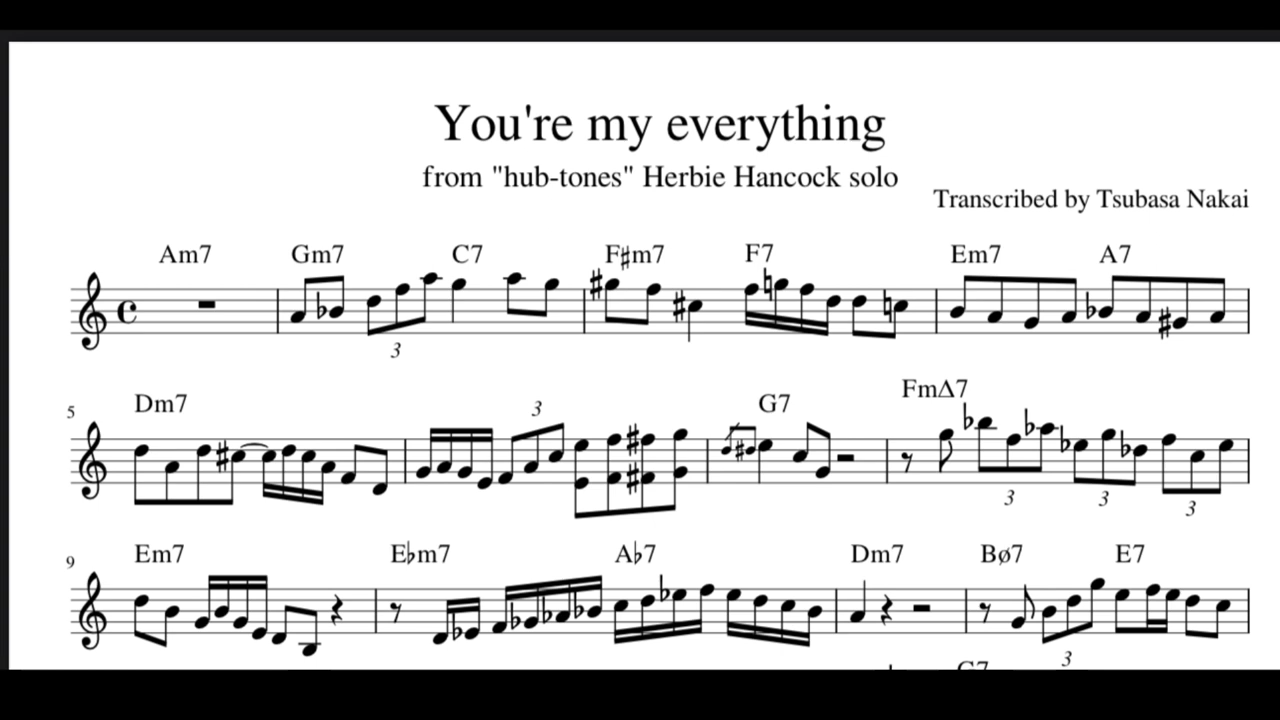 You're my everything
from "hub-tones" Herbie Hancock solo
Transcribed by Tsubasa Nakai
Am7 Gm7 C7 F♯m7 F7 Em7 A7
3
5 Dm7 G7 FmΔ7
3 3 3 3
9 Em7 E♭m7 A♭7 Dm7 Bø7 E7
3